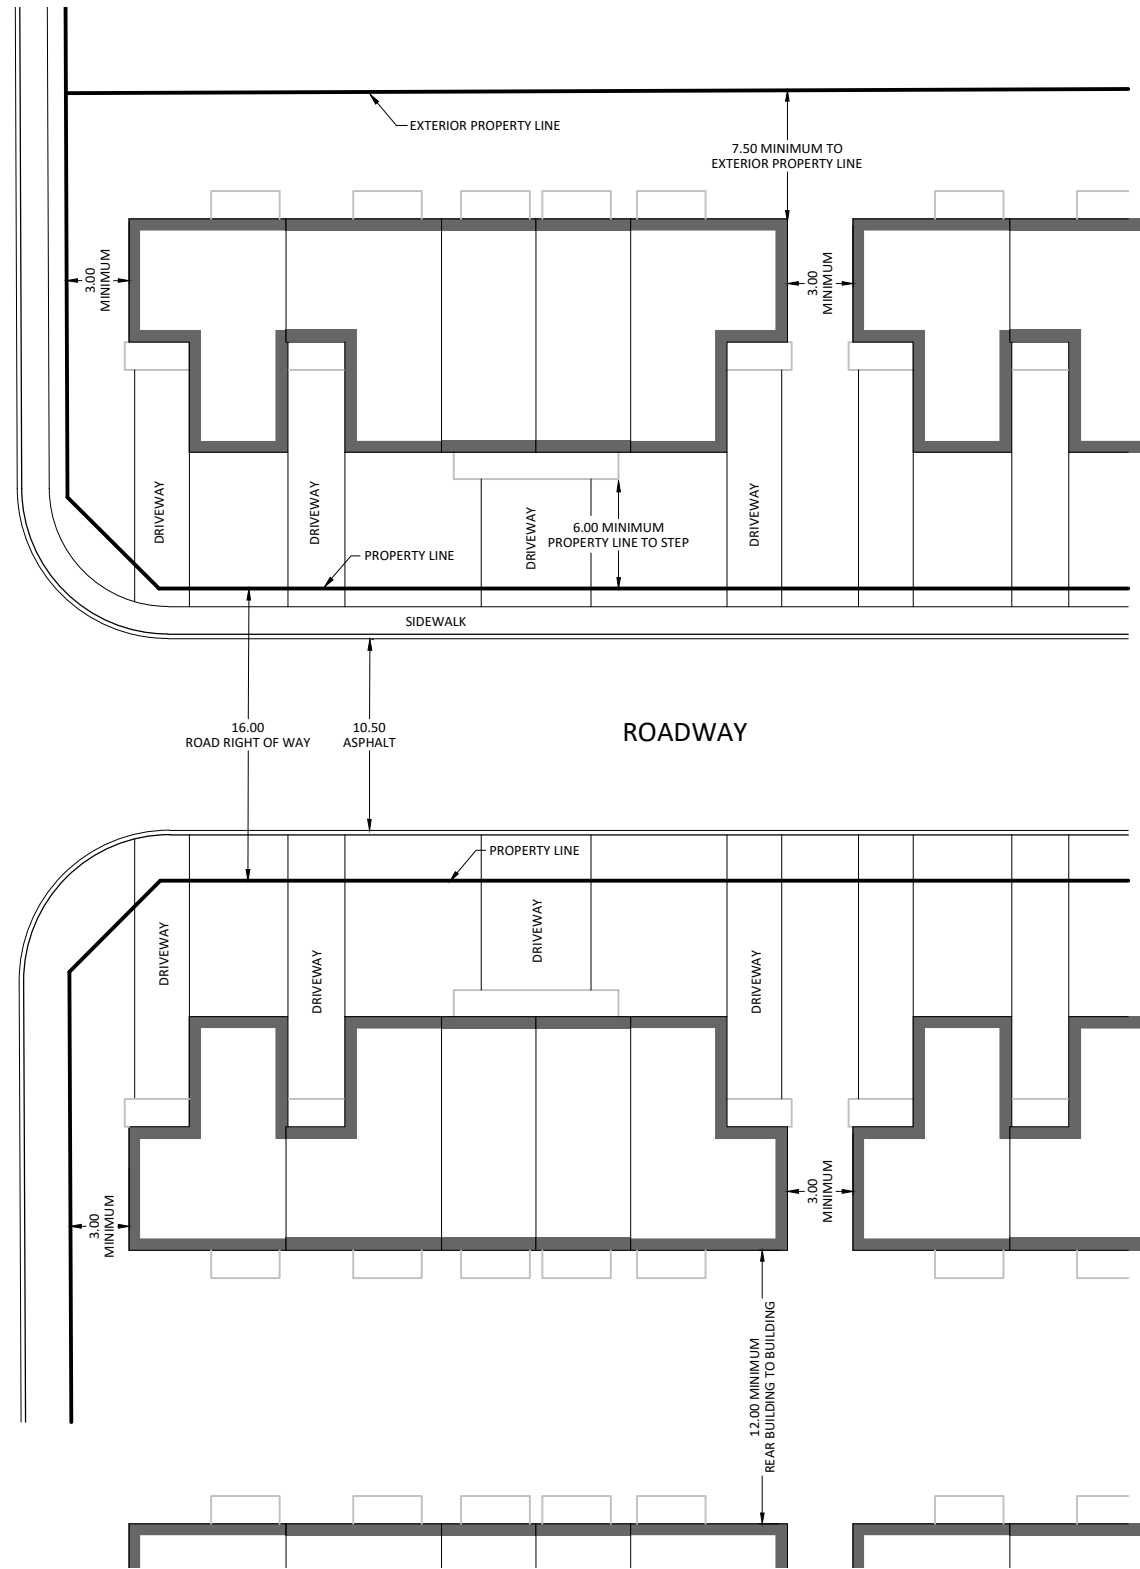 EXTERIOR PROPERTY LINE
7.50 MINIMUM TO
EXTERIOR PROPERTY LINE
3.00
MINIMUM
3.00
MINIMUM
DRIVEWAY
DRIVEWAY
DRIVEWAY
DRIVEWAY
6.00 MINIMUM
PROPERTY LINE TO STEP
PROPERTY LINE
SIDEWALK
16.00
ROAD RIGHT OF WAY
10.50
ASPHALT
ROADWAY
PROPERTY LINE
DRIVEWAY
DRIVEWAY
DRIVEWAY
DRIVEWAY
3.00
MINIMUM
3.00
MINIMUM
12.00 MINIMUM
REAR BUILDING TO BUILDING